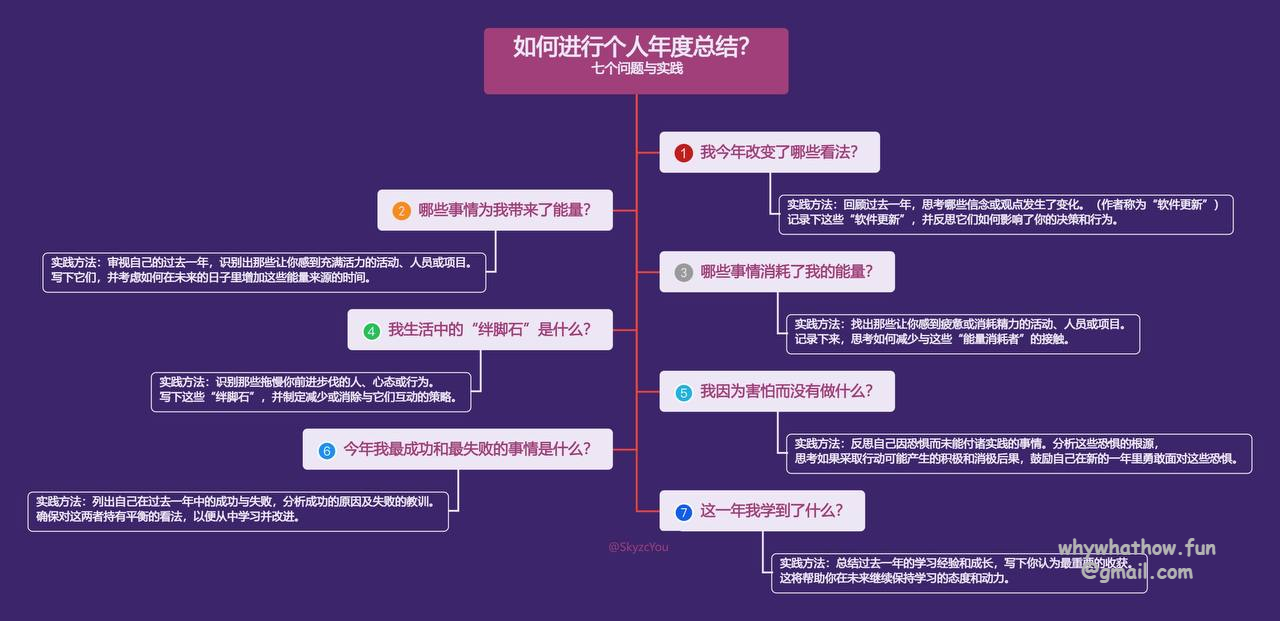 如何进行个人年度总结?
七个问题与实践
1 我今年改变了哪些看法?
实践方法：回顾过去一年，思考哪些信念或观点发生了变化。（作者称为“软件更新”）
记录下这些“软件更新”，并反思它们如何影响了你的决策和行为。
2 哪些事情为我带来了能量?
实践方法：审视自己的过去一年，识别出那些让你感到充满活力的活动、人员或项目。
写下它们，并考虑如何在未来的日子里增加这些能量来源的时间。
3 哪些事情消耗了我的能量?
实践方法：找出那些让你感到疲惫或消耗精力的活动、人员或项目。
记录下来，思考如何减少与这些“能量消耗者”的接触。
4 我生活中的“绊脚石”是什么?
实践方法：识别那些拖慢你前进步伐的人、心态或行为。
写下这些“绊脚石”，并制定减少或消除与它们互动的策略。
5 我因为害怕而没有做什么?
实践方法：反思自己因恐惧而未能付诸实践的事情。分析这些恐惧的根源，
思考如果采取行动可能产生的积极和消极后果，鼓励自己在新的一年里勇敢面对这些恐惧。
6 今年我最成功和最失败的事情是什么?
实践方法：列出自己在过去一年中的成功与失败，分析成功的原因及失败的教训。
确保对这两者持有平衡的看法，以便从中学习并改进。
7 这一年我学到了什么?
实践方法：总结过去一年的学习经验和成长，写下你认为最重要的收获。
这将帮助你在未来继续保持学习的态度和动力。
@SkyzcYou
whywhathow.fun
@gmail.com